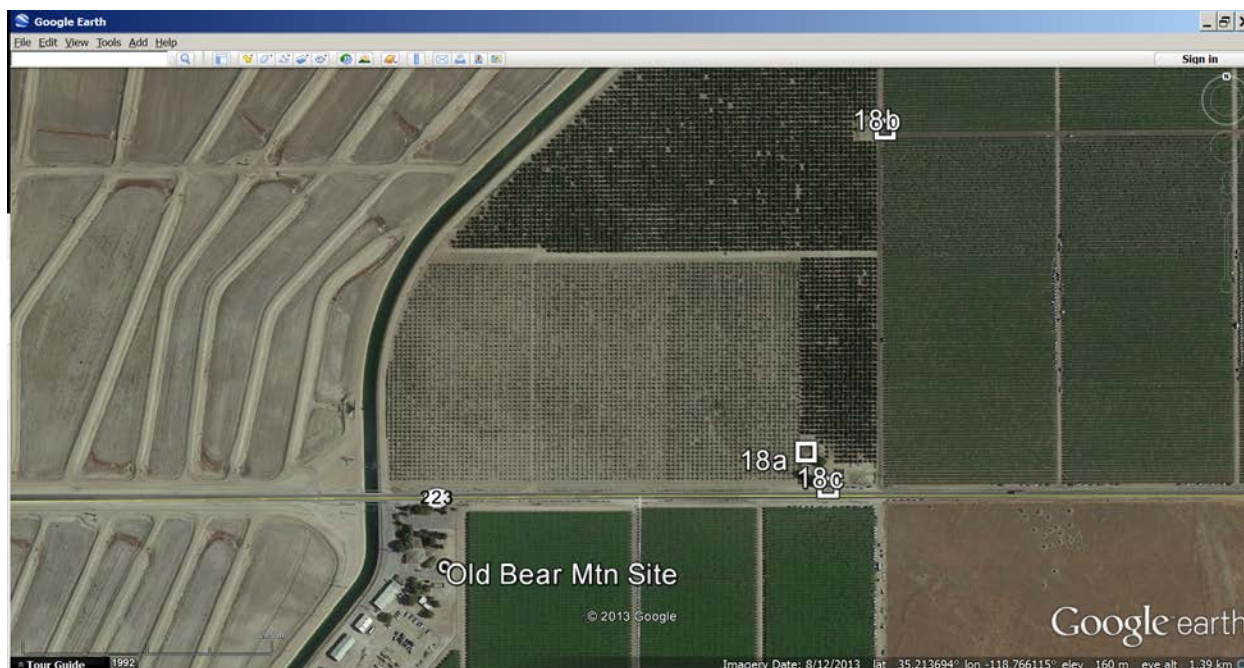 Google Earth
File Edit View Tools Add Help
Sign in
N
18b
18a
18c
223
Old Bear Mtn Site
© 2013 Google
Google earth
Tour Guide 1992
Imagery Date: 8/12/2013 lat 35.213694° lon -118.766115° elev 160 m eye alt 1.39 km